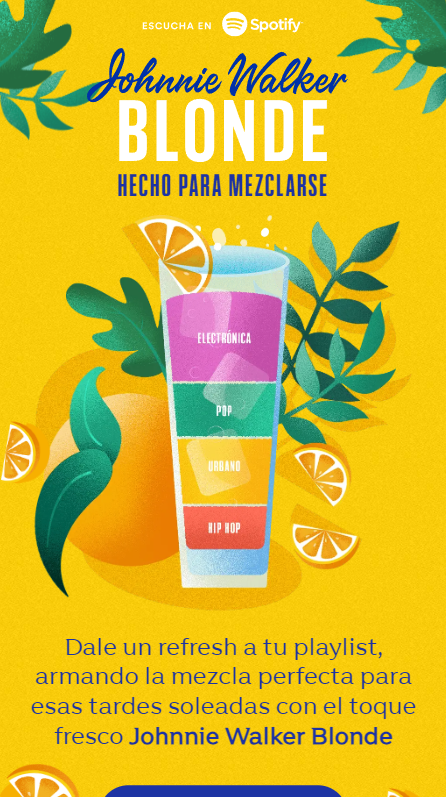 ESCUCHA EN Spotify
Johnnie Walker
BLONDE
HECHO PARA MEZCLARSE
ELECTRÓNICA
POP
URBANO
HIP HOP
Dale un refresh a tu playlist,
armando la mezcla perfecta para
esas tardes soleadas con el toque
fresco Johnnie Walker Blonde